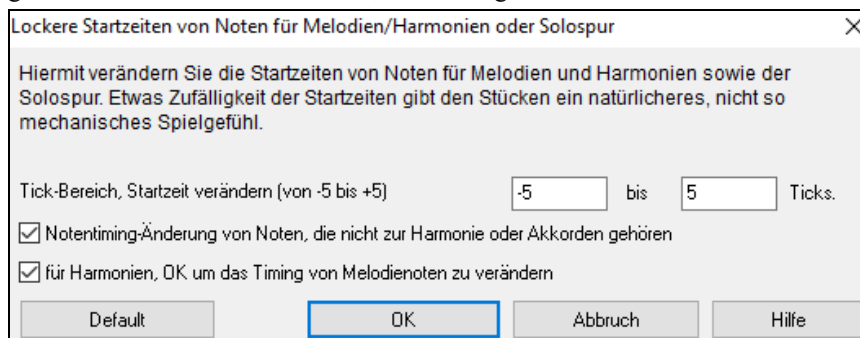 Lockere Startzeiten von Noten für Melodien/Harmonien oder Solospur
Hiermit verändern Sie die Startzeiten von Noten für Melodien und Harmonien sowie der
Solospur. Etwas Zufälligkeit der Startzeiten gibt den Stücken ein natürlicheres, nicht so
mechanisches Spielgefühl.
Tick-Bereich, Startzeit verändern (von -5 bis +5) -5 bis 5 Ticks.
Notentiming-Änderung von Noten, die nicht zur Harmonie oder Akkorden gehören
für Harmonien, OK um das Timing von Melodienoten zu verändern
Default OK Abbruch Hilfe